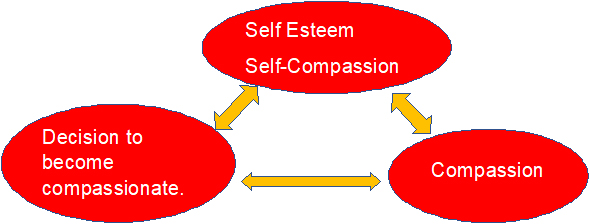 Self Esteem
Self-Compassion
Decision to
become
compassionate.
Compassion